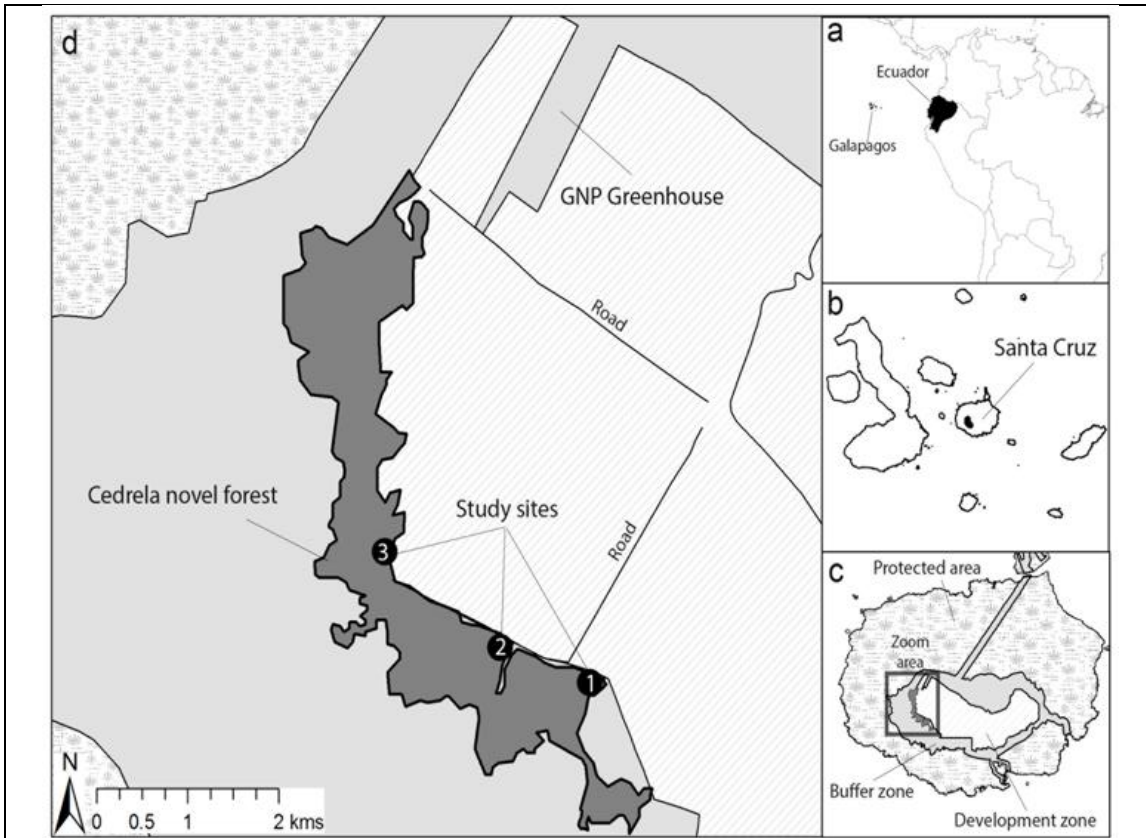 d
GNP Greenhouse
Road
Cedrela novel forest
Study sites
Road
3
2
1
N
0 0.5 1 2 kms
a
Ecuador
Galapagos
b
Santa Cruz
c
Protected area
Zoom
area
Buffer zone
Development zone